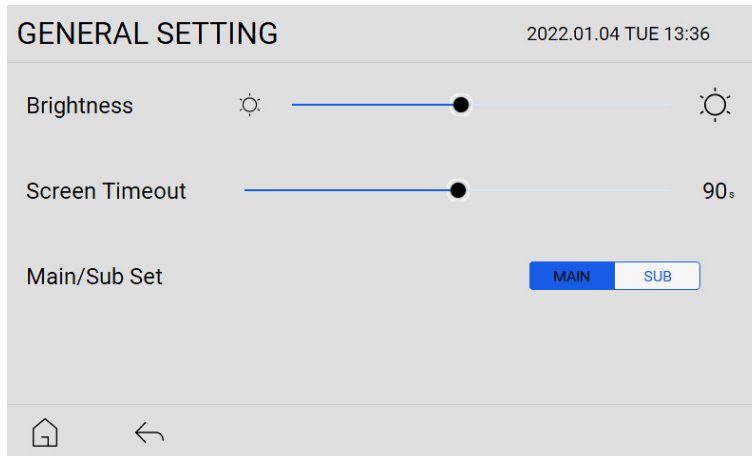 GENERAL SETTING 2022.01.04 TUE 13:36
Brightness
Screen Timeout 90s
Main/Sub Set MAIN SUB